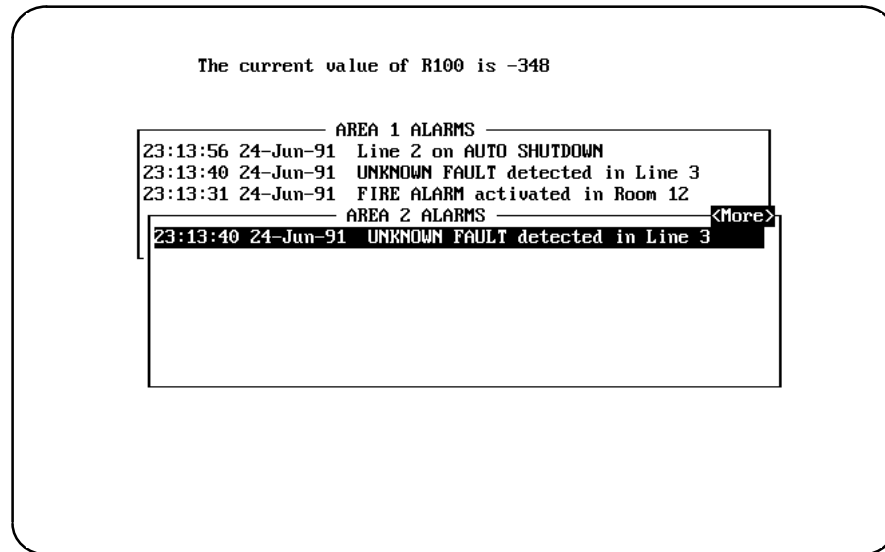 The current value of R100 is -348
AREA 1 ALARMS
23:13:56 24-Jun-91 Line 2 on AUTO SHUTDOWN
23:13:40 24-Jun-91 UNKNOWN FAULT detected in Line 3
23:13:31 24-Jun-91 FIRE ALARM activated in Room 12
AREA 2 ALARMS <More>
23:13:40 24-Jun-91 UNKNOWN FAULT detected in Line 3